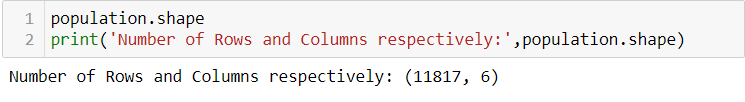 1 population.shape
2 print('Number of Rows and Columns respectively:',population.shape)
Number of Rows and Columns respectively: (11817, 6)